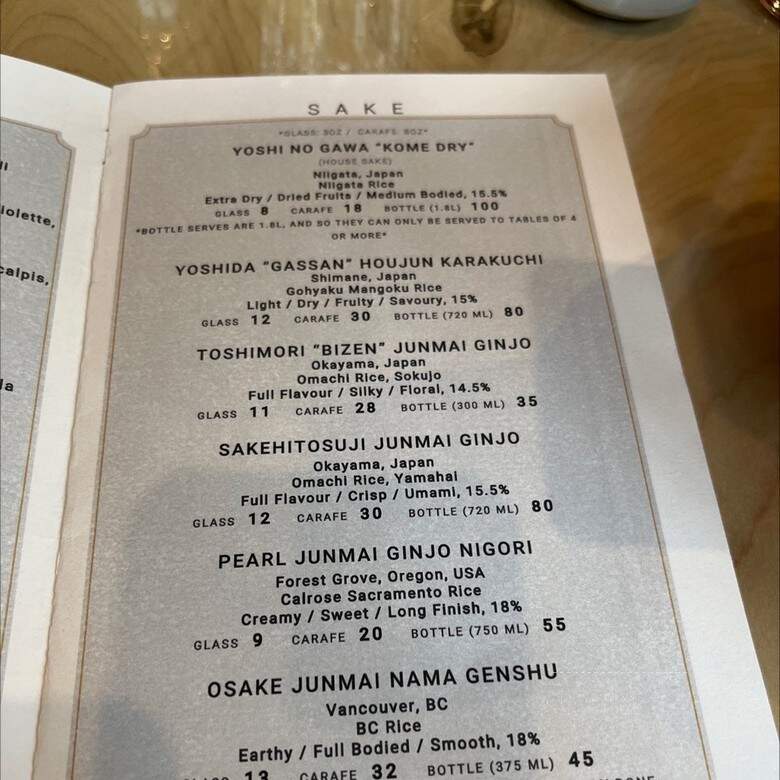 SAKE
*GLASS: 3OZ / CARAFE: 8OZ*
YOSHI NO GAWA "KOME DRY"
(HOUSE SAKE)
Niigata, Japan
Niigata Rice
Extra Dry / Dried Fruits / Medium Bodied, 15.5%
GLASS 8 CARAFE 18 BOTTLE (1.8L) 100
*BOTTLE SERVES ARE 1.8L, AND SO THEY CAN ONLY BE SERVED TO TABLES OF 4
OR MORE*
YOSHIDA "GASSAN" HOUJUN KARAKUCHI
Shimane, Japan
Gohyaku Mangoku Rice
Light / Dry / Fruity / Savoury, 15%
GLASS 12 CARAFE 30 BOTTLE (720 ML) 80
TOSHIMORI "BIZEN" JUNMAI GINJO
Okayama, Japan
Omachi Rice, Sokujo
Full Flavour / Silky / Floral, 14.5%
GLASS 11 CARAFE 28 BOTTLE (300 ML) 35
SAKEHITOSUJI JUNMAI GINJO
Okayama, Japan
Omachi Rice, Yamahai
Full Flavour / Crisp / Umami, 15.5%
GLASS 12 CARAFE 30 BOTTLE (720 ML) 80
PEARL JUNMAI GINJO NIGORI
Forest Grove, Oregon, USA
Calrose Sacramento Rice
Creamy / Sweet / Long Finish, 18%
GLASS 9 CARAFE 20 BOTTLE (750 ML) 55
OSAKE JUNMAI NAMA GENSHU
Vancouver, BC
BC Rice
Earthy / Full Bodied / Smooth, 18%
13 CARAFE 32 BOTTLE (375 ML) 45